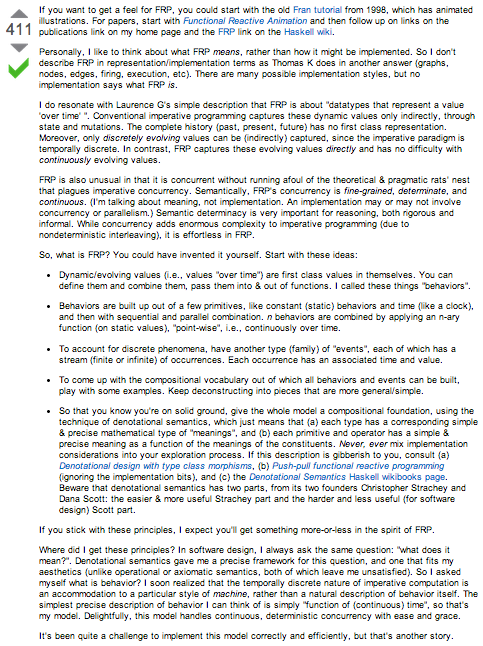 If you want to get a feel for FRP, you could start with the old Fran tutorial from 1998, which has animated
illustrations. For papers, start with Functional Reactive Animation and then follow up on links on the
publications link on my home page and the FRP link on the Haskell wiki.
411
Personally, I like to think about what FRP means, rather than how it might be implemented. So I don't
describe FRP in representation/implementation terms as Thomas K does in another answer (graphs,
nodes, edges, firing, execution, etc). There are many possible implementation styles, but no
implementation says what FRP is.
I do resonate with Laurence G's simple description that FRP is about "datatypes that represent a value
'over time' ". Conventional imperative programming captures these dynamic values only indirectly, through
state and mutations. The complete history (past, present, future) has no first class representation.
Moreover, only discretely evolving values can be (indirectly) captured, since the imperative paradigm is
temporally discrete. In contrast, FRP captures these evolving values directly and has no difficulty with
continuously evolving values.
FRP is also unusual in that it is concurrent without running afoul of the theoretical & pragmatic rats' nest
that plagues imperative concurrency. Semantically, FRP's concurrency is fine-grained, determinate, and
continuous. (I'm talking about meaning, not implementation. An implementation may or may not involve
concurrency or parallelism.) Semantic determinacy is very important for reasoning, both rigorous and
informal. While concurrency adds enormous complexity to imperative programming (due to
nondeterministic interleaving), it is effortless in FRP.
So, what is FRP? You could have invented it yourself. Start with these ideas:
• Dynamic/evolving values (i.e., values "over time") are first class values in themselves. You can
define them and combine them, pass them into & out of functions. I called these things "behaviors".
• Behaviors are built up out of a few primitives, like constant (static) behaviors and time (like a clock),
and then with sequential and parallel combination. n behaviors are combined by applying an n-ary
function (on static values), "point-wise", i.e., continuously over time.
• To account for discrete phenomena, have another type (family) of "events", each of which has a
stream (finite or infinite) of occurrences. Each occurrence has an associated time and value.
• To come up with the compositional vocabulary out of which all behaviors and events can be built,
play with some examples. Keep deconstructing into pieces that are more general/simple.
• So that you know you're on solid ground, give the whole model a compositional foundation, using the
technique of denotational semantics, which just means that (a) each type has a corresponding simple
& precise mathematical type of "meanings", and (b) each primitive and operator has a simple &
precise meaning as a function of the meanings of the constituents. Never, ever mix implementation
considerations into your exploration process. If this description is gibberish to you, consult (a)
Denotational design with type class morphisms, (b) Push-pull functional reactive programming
(ignoring the implementation bits), and (c) the Denotational Semantics Haskell wikibooks page.
Beware that denotational semantics has two parts, from its two founders Christopher Strachey and
Dana Scott: the easier & more useful Strachey part and the harder and less useful (for software
design) Scott part.
If you stick with these principles, I expect you'll get something more-or-less in the spirit of FRP.
Where did I get these principles? In software design, I always ask the same question: "what does it
mean?". Denotational semantics gave me a precise framework for this question, and one that fits my
aesthetics (unlike operational or axiomatic semantics, both of which leave me unsatisfied). So I asked
myself what is behavior? I soon realized that the temporally discrete nature of imperative computation is
an accommodation to a particular style of machine, rather than a natural description of behavior itself. The
simplest precise description of behavior I can think of is simply "function of (continuous) time", so that's
my model. Delightfully, this model handles continuous, deterministic concurrency with ease and grace.
It's been quite a challenge to implement this model correctly and efficiently, but that's another story.